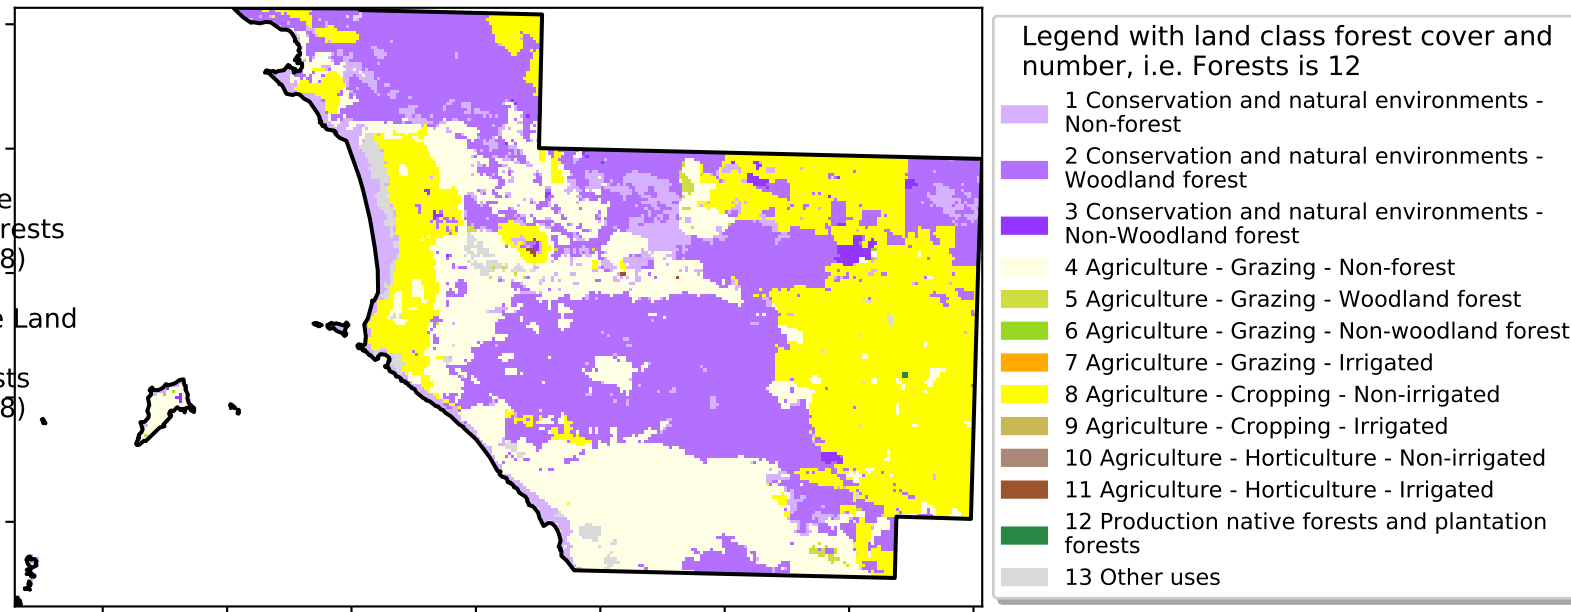 e
rests
8)
e Land
sts
8)
Legend with land class forest cover and
number, i.e. Forests is 12
1 Conservation and natural environments -
Non-forest
2 Conservation and natural environments -
Woodland forest
3 Conservation and natural environments -
Non-Woodland forest
4 Agriculture - Grazing - Non-forest
5 Agriculture - Grazing - Woodland forest
6 Agriculture - Grazing - Non-woodland forest
7 Agriculture - Grazing - Irrigated
8 Agriculture - Cropping - Non-irrigated
9 Agriculture - Cropping - Irrigated
10 Agriculture - Horticulture - Non-irrigated
11 Agriculture - Horticulture - Irrigated
12 Production native forests and plantation
forests
13 Other uses